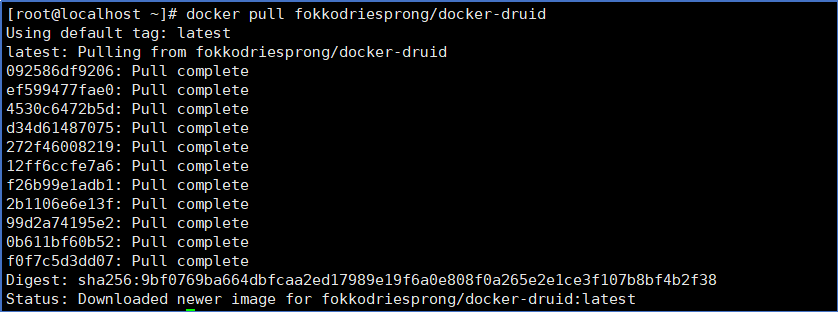 [root@localhost ~]# docker pull fokkodriesprong/docker-druid
Using default tag: latest
latest: Pulling from fokkodriesprong/docker-druid
092586df9206: Pull complete
ef599477fae0: Pull complete
4530c6472b5d: Pull complete
d34d61487075: Pull complete
272f46008219: Pull complete
12ff6ccfe7a6: Pull complete
f26b99e1adb1: Pull complete
2b1106e6e13f: Pull complete
99d2a74195e2: Pull complete
0b611bf60b52: Pull complete
f0f7c5d3dd07: Pull complete
Digest: sha256:9bf0769ba664dbfcaa2ed17989e19f6a0e808f0a265e2e1ce3f107b8bf4b2f38
Status: Downloaded newer image for fokkodriesprong/docker-druid:latest